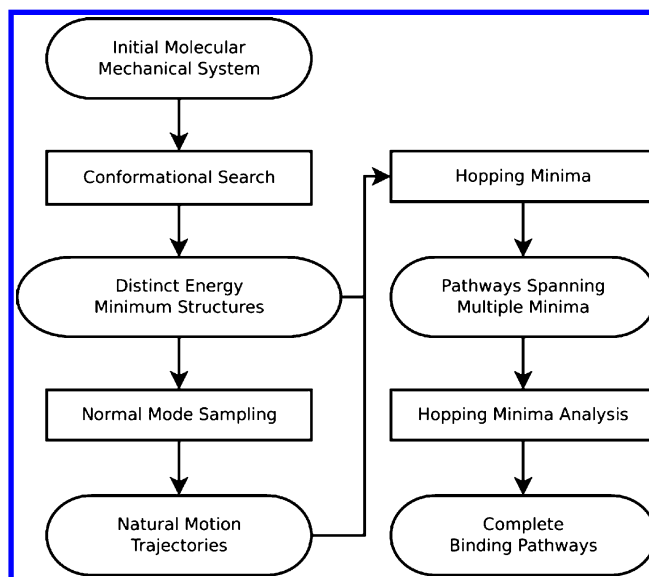 Initial Molecular
Mechanical System
Conformational Search
Distinct Energy
Minimum Structures
Normal Mode Sampling
Natural Motion
Trajectories
Hopping Minima
Pathways Spanning
Multiple Minima
Hopping Minima Analysis
Complete
Binding Pathways